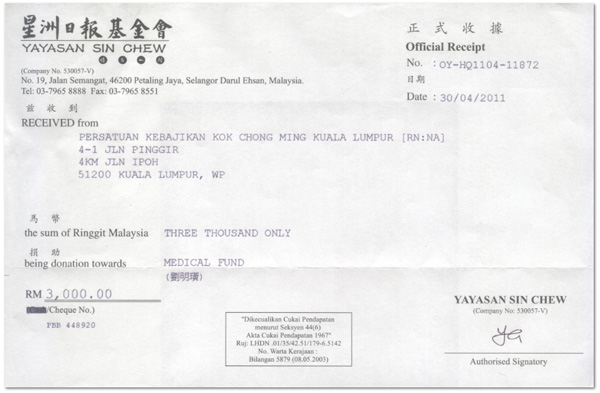 星洲日報基金會
YAYASAN SIN CHEW
(Company No. 530057-V)
No. 19, Jalan Semangat, 46200 Petaling Jaya, Selangor Darul Ehsan, Malaysia.
Tel: 03-7965 8888 Fax: 03-7965 8551
正式收據
Official Receipt
No. : OY-HQ1104-11872
日期
Date : 30/04/2011
茲收到
RECEIVED from
PERSATUAN KEBAJIKAN KOK CHONG MING KUALA LUMPUR [RN:NA]
4-1 JLN PINGGIR
4KM JLN IPOH
51200 KUALA LUMPUR, WP
馬幣
the sum of Ringgit Malaysia THREE THOUSAND ONLY
捐助
being donation towards MEDICAL FUND
(劉明璜)
RM 3,000.00
/Cheque No.)
PBB 448920
"Dikecualikan Cukai Pendapatan
menurut Seksyen 44(6)
Akta Cukai Pendapatan 1967"
Ruj: LHDN .01/35/42.51/179-6.5142
No. Warta Kerajaan :
Bilangan 5879 (08.05.2003)
YAYASAN SIN CHEW
(Company No: 530057-V)
Authorised Signatory